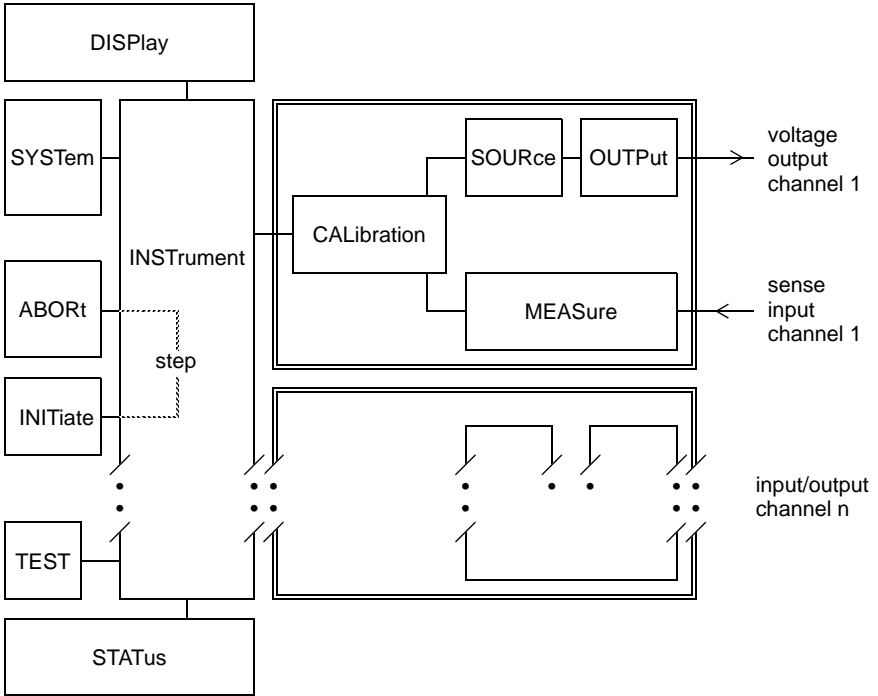 DISPlay
SYSTem
INSTrument
ABORt
step
INITiate
TEST
STATus
CALibration
SOURce
OUTPut
MEASure
voltage
output
channel 1
sense
input
channel 1
input/output
channel n